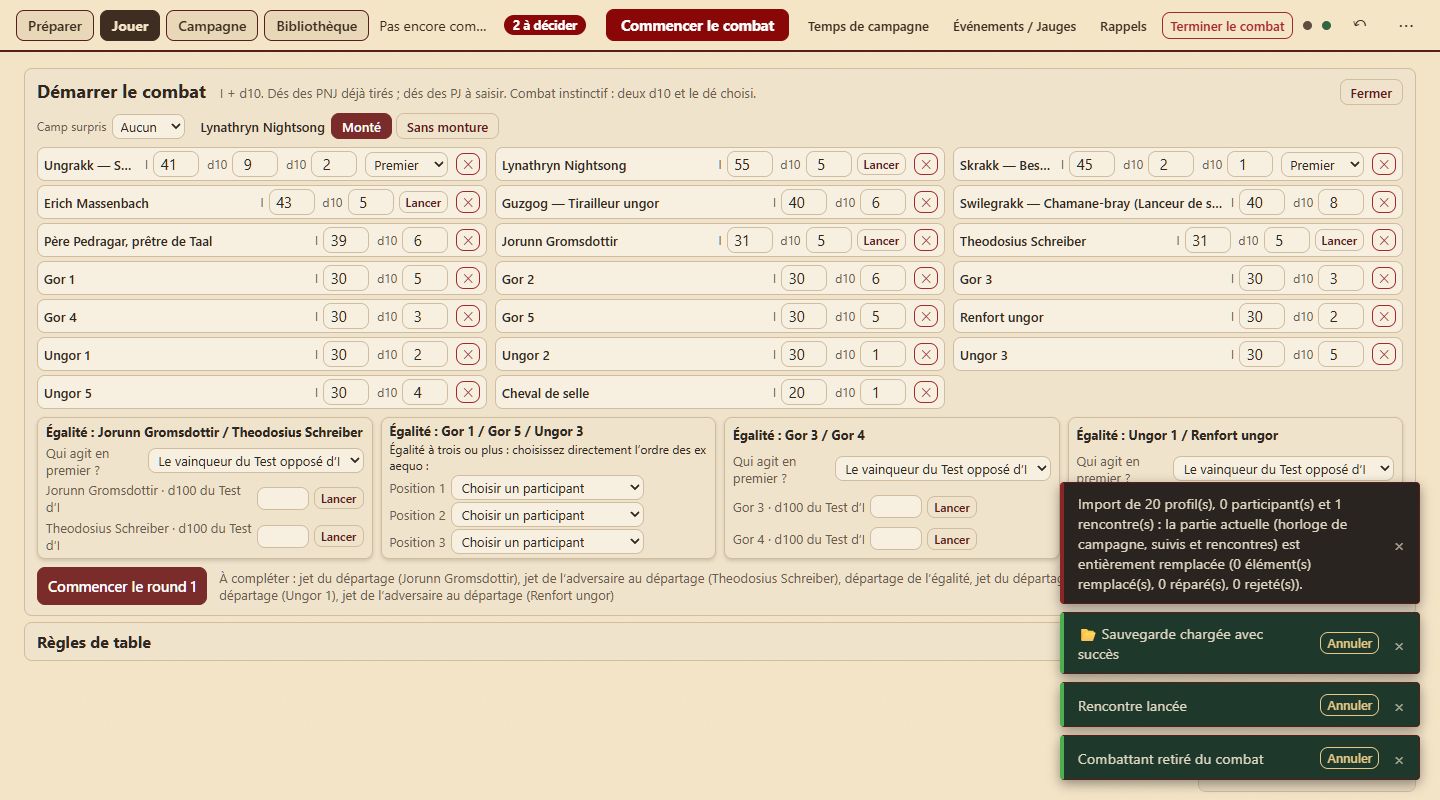 Préparer Jouer Campagne Bibliothèque Pas encore com... 2 à décider Commencer le combat Temps de campagne Événements / Jauges Rappels Terminer le combat ...
Démarrer le combat I + d10. Dés des PNJ déjà tirés ; dés des PJ à saisir. Combat instinctif : deux d10 et le dé choisi. Fermer
Camp surpris Aucun Lynathryn Nightsong Monté Sans monture
Ungrakk — S... I 41 d10 9 d10 2 Premier
Lynathryn Nightsong I 55 d10 5 Lancer
Skrakk — Bes... I 45 d10 2 d10 1 Premier
Erich Massenbach I 43 d10 5 Lancer
Guzgog — Tirailleur ungor I 40 d10 6
Swilegrakk — Chamane-bray (Lanceur de s... I 40 d10 8
Père Pedragar, prêtre de Taal I 39 d10 6
Jorunn Gromsdottir I 31 d10 5 Lancer
Theodosius Schreiber I 31 d10 5 Lancer
Gor 1 I 30 d10 5
Gor 2 I 30 d10 6
Gor 3 I 30 d10 3
Gor 4 I 30 d10 3
Gor 5 I 30 d10 5
Renfort ungor I 30 d10 2
Ungor 1 I 30 d10 2
Ungor 2 I 30 d10 1
Ungor 3 I 30 d10 5
Ungor 5 I 30 d10 4
Cheval de selle I 20 d10 1
Égalité : Jorunn Gromsdottir / Theodosius Schreiber
Qui agit en
premier ?
Le vainqueur du Test opposé d’I
Jorunn Gromsdottir · d100 du Test
d’I
Lancer
Theodosius Schreiber · d100 du Test
d’I
Lancer
Égalité : Gor 1 / Gor 5 / Ungor 3
Égalité à trois ou plus : choisissez directement l’ordre des ex
aequo :
Position 1 Choisir un participant
Position 2 Choisir un participant
Position 3 Choisir un participant
Égalité : Gor 3 / Gor 4
Qui agit en
premier ?
Le vainqueur du Test opposé d’I
Gor 3 · d100 du Test d’I Lancer
Gor 4 · d100 du Test d’I Lancer
Égalité : Ungor 1 / Renfort ungor
Qui agit en
premier ?
Le vainqueur du Test opposé d’I
Commencer le round 1
À compléter : jet du départage (Jorunn Gromsdottir), jet de l’adversaire au départage (Theodosius Schreiber), départage de l’égalité, jet du
départage (Ungor 1), jet de l’adversaire au départage (Renfort ungor)
Règles de table
Import de 20 profil(s), 0 participant(s) et 1
rencontre(s) : la partie actuelle (horloge de
campagne, suivis et rencontres) est
entièrement remplacée (0 élément(s)
remplacé(s), 0 réparé(s), 0 rejeté(s)).
Sauvegarde chargée avec
succès
Annuler
Rencontre lancée Annuler
Combattant retiré du combat Annuler